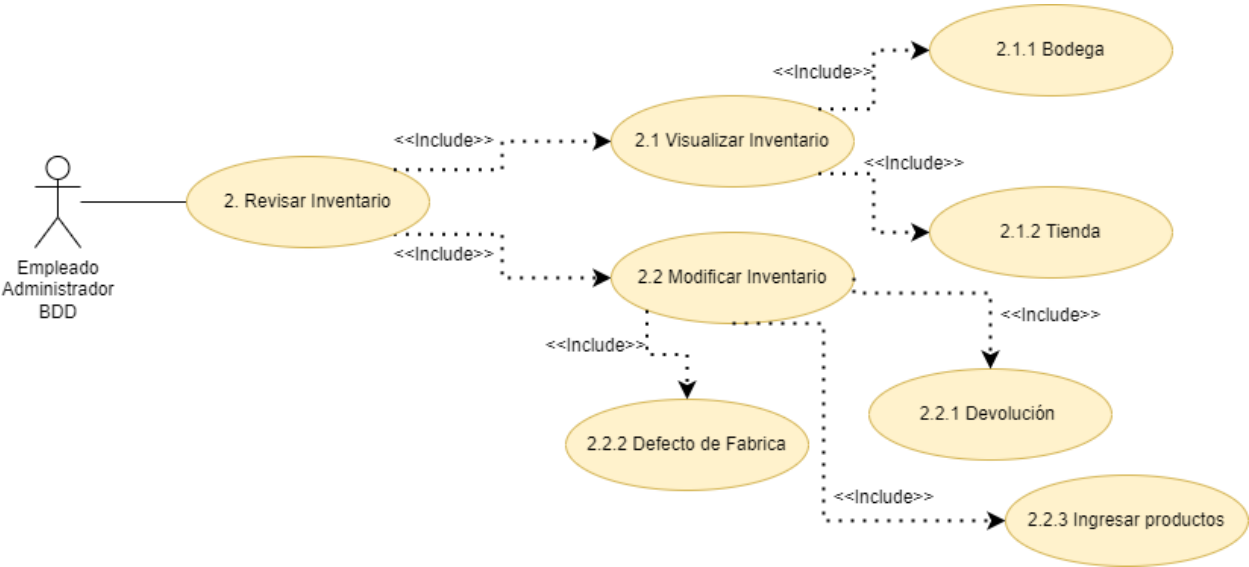 2.1.1 Bodega
<<Include>>
<<Include>>
2.1 Visualizar Inventario
<<Include>>
2. Revisar Inventario
2.1.2 Tienda
<<Include>>
Empleado
Administrador
BDD
2.2 Modificar Inventario
<<Include>>
<<Include>>
2.2.1 Devolución
2.2.2 Defecto de Fabrica
<<Include>>
2.2.3 Ingresar productos